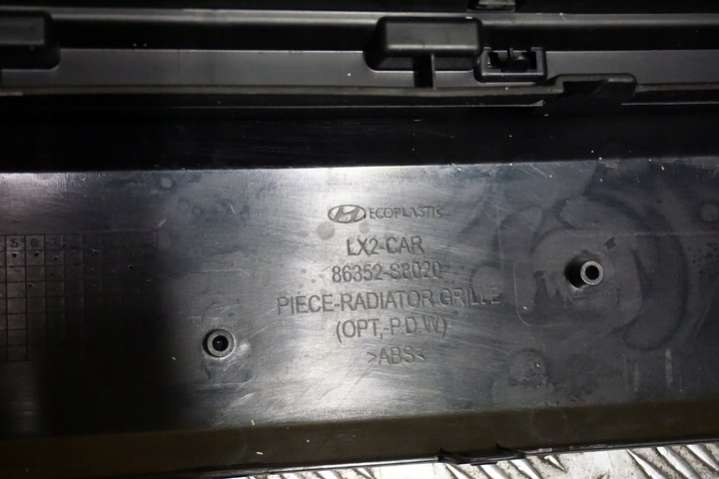 ECOPLASTIC
LX2-CAR
86352-S8020
PIECE-RADIATOR GRILLE
(OPT,-P.D.W)
>ABS<